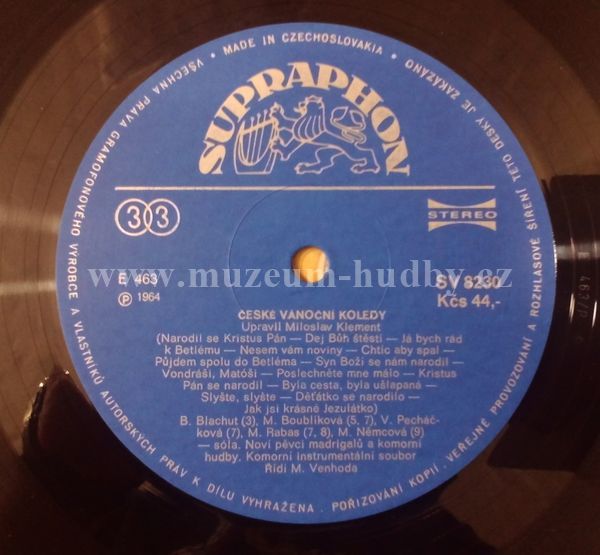 VŠECHNA PRÁVA GRAMOFONOVÉHO VÝROBCE A VLASTNÍKŮ AUTORSKÝCH PRÁV K DÍLU VYHRAŽENA. POŘIZOVÁNÍ KOPIÍ, VEŘEJNÉ PROVOZOVÁNÍ A ROZHLASOVÉ ŠÍŘENÍ TÉTO DESKY JE ZAKÁZÁNO
• MADE IN CZECHOSLOVAKIA •
SUPRAPHON
33
STEREO
www.muzeum-hudby.cz
E 463
SV 8230
Ⓟ 1964
Kčs 44,-
ČESKÉ VÁNOČNÍ KOLEDY
Upravil Miloslav Klement
(Narodil se Kristus Pán — Dej Bůh štěstí — Já bych rád
k Betlému — Nesem vám noviny — Chtíc aby spal —
Půjdem spolu do Betléma — Syn Boží se nám narodil —
Vondráši, Matóši — Poslechněte mne málo — Kristus
Pán se narodil — Byla cesta, byla ušlapaná —
Slyšte, slyšte — Děťátko se narodilo —
Jak jsi krásné Jezulátko)
B. Blachut (3), M. Boublíková (5, 7), V. Pecháč-
ková (7), M. Rabas (7, 8), M. Němcová (9)
— sóla. Noví pěvci madrigalů a komorní
hudby. Komorní instrumentální soubor
Řídí M. Venhoda